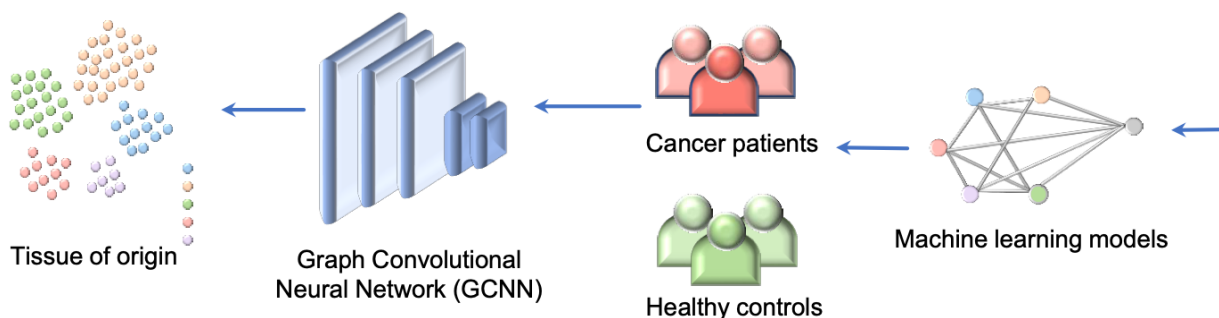 Tissue of origin
Graph Convolutional
Neural Network (GCNN)
Cancer patients
Healthy controls
Machine learning models